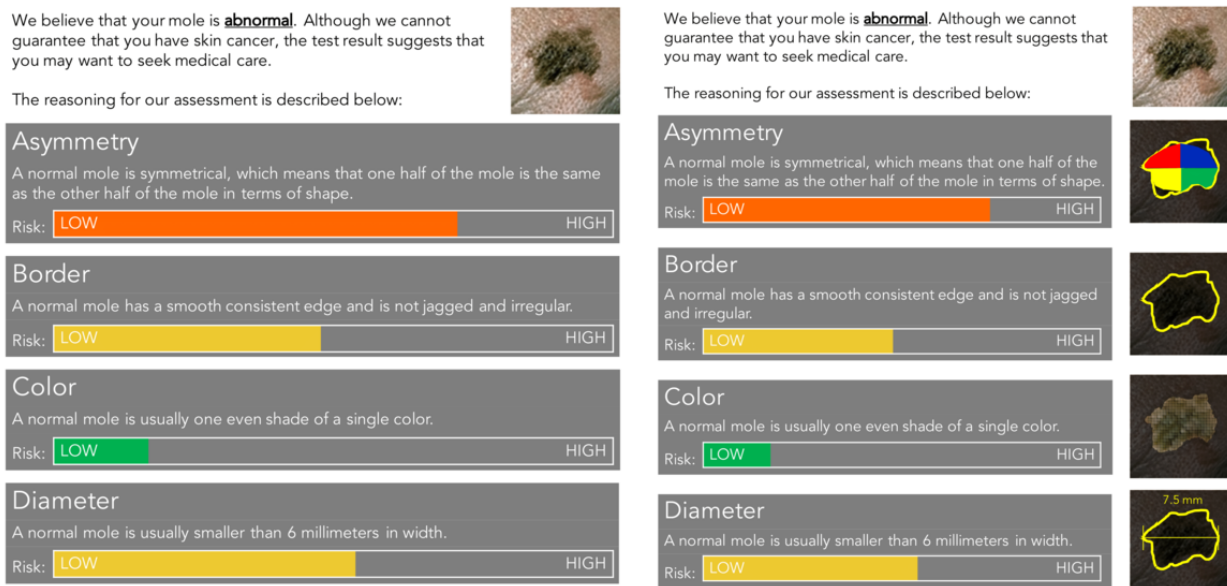 We believe that your mole is abnormal. Although we cannot
guarantee that you have skin cancer, the test result suggests that
you may want to seek medical care.
The reasoning for our assessment is described below:
Asymmetry
A normal mole is symmetrical, which means that one half of the mole is the same
as the other half of the mole in terms of shape.
Risk: LOW HIGH
Border
A normal mole has a smooth consistent edge and is not jagged and irregular.
Risk: LOW HIGH
Color
A normal mole is usually one even shade of a single color.
Risk: LOW HIGH
Diameter
A normal mole is usually smaller than 6 millimeters in width.
Risk: LOW HIGH
We believe that your mole is abnormal. Although we cannot
guarantee that you have skin cancer, the test result suggests that
you may want to seek medical care.
The reasoning for our assessment is described below:
Asymmetry
A normal mole is symmetrical, which means that one half of the
mole is the same as the other half of the mole in terms of shape.
Risk: LOW HIGH
Border
A normal mole has a smooth consistent edge and is not jagged
and irregular.
Risk: LOW HIGH
Color
A normal mole is usually one even shade of a single color.
Risk: LOW HIGH
Diameter
A normal mole is usually smaller than 6 millimeters in width.
Risk: LOW HIGH
7.5 mm